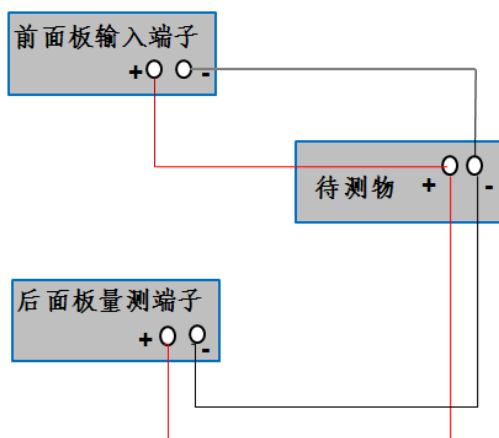 前面板输入端子
+ -
待测物 + -
后面板量测端子
+ -